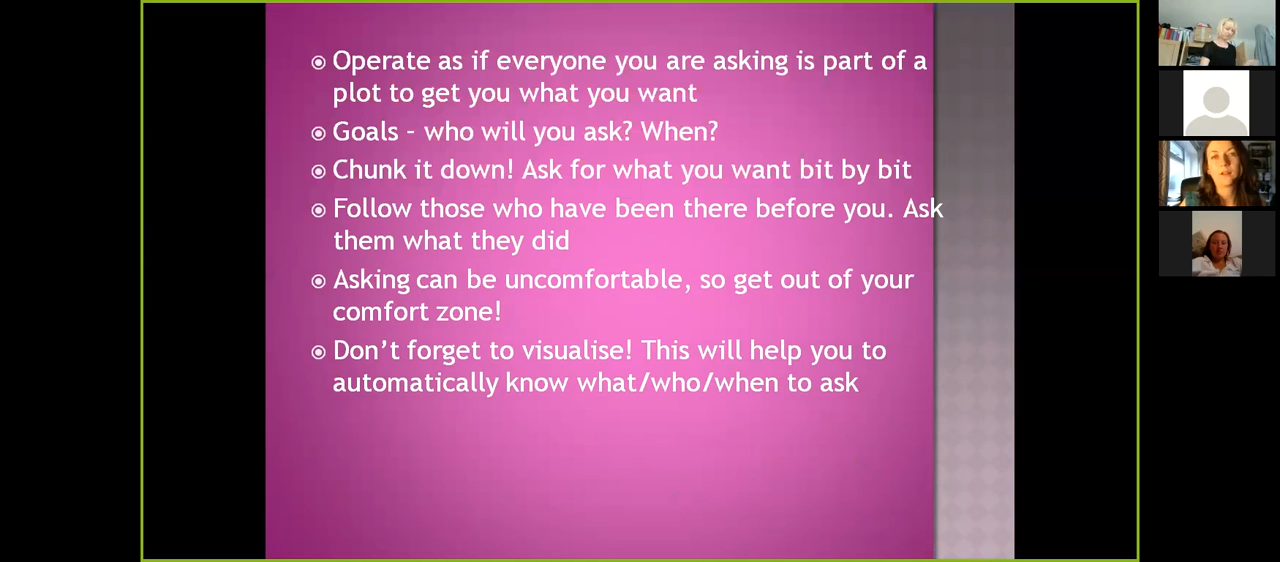 Operate as if everyone you are asking is part of a
plot to get you what you want
Goals - who will you ask? When?
Chunk it down! Ask for what you want bit by bit
Follow those who have been there before you. Ask
them what they did
Asking can be uncomfortable, so get out of your
comfort zone!
Don't forget to visualise! This will help you to
automatically know what/who/when to ask